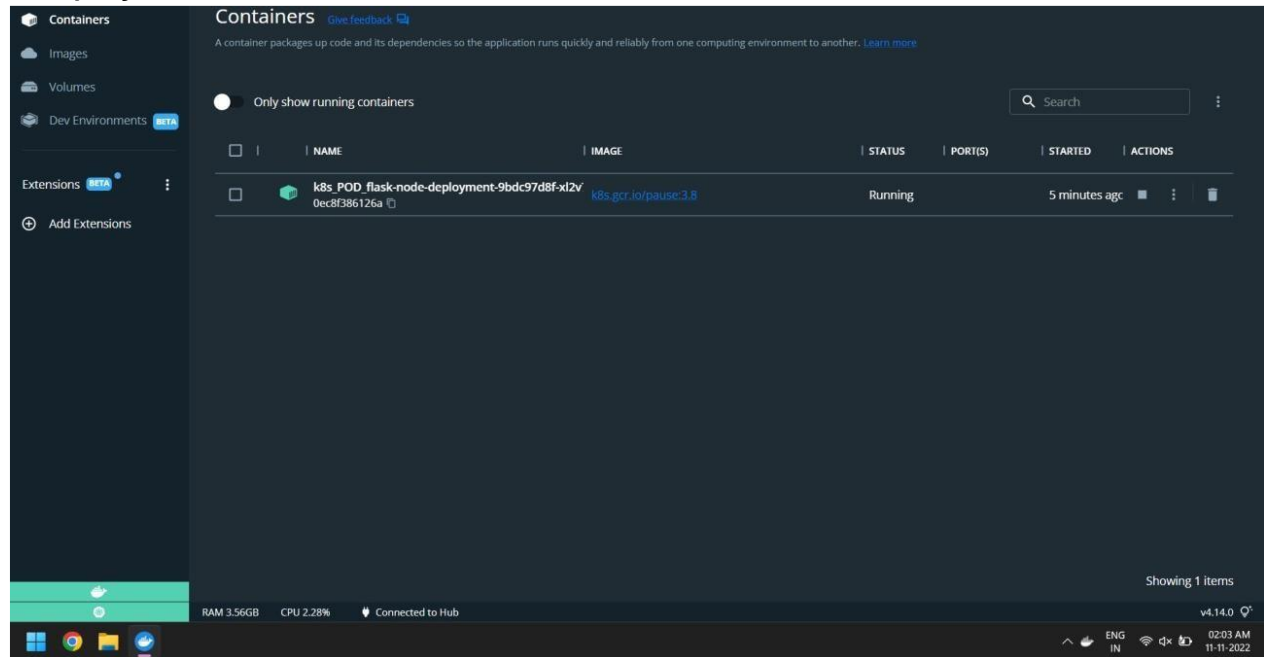 Containers
Containers Give feedback
Images
A container packages up code and its dependencies so the application runs quickly and reliably from one computing environment to another. Learn more
Volumes
Only show running containers
Search
Dev Environments BETA
NAME IMAGE STATUS PORT(S) STARTED ACTIONS
Extensions BETA
k8s_POD_flask-node-deployment-9bdc97d8f-xl2v
0ec8f386126a
k8s.gcr.io/pause:3.8
Running
5 minutes agc
Add Extensions
Showing 1 items
RAM 3.56GB CPU 2.28% Connected to Hub
v4.14.0
ENG
IN
02:03 AM
11-11-2022